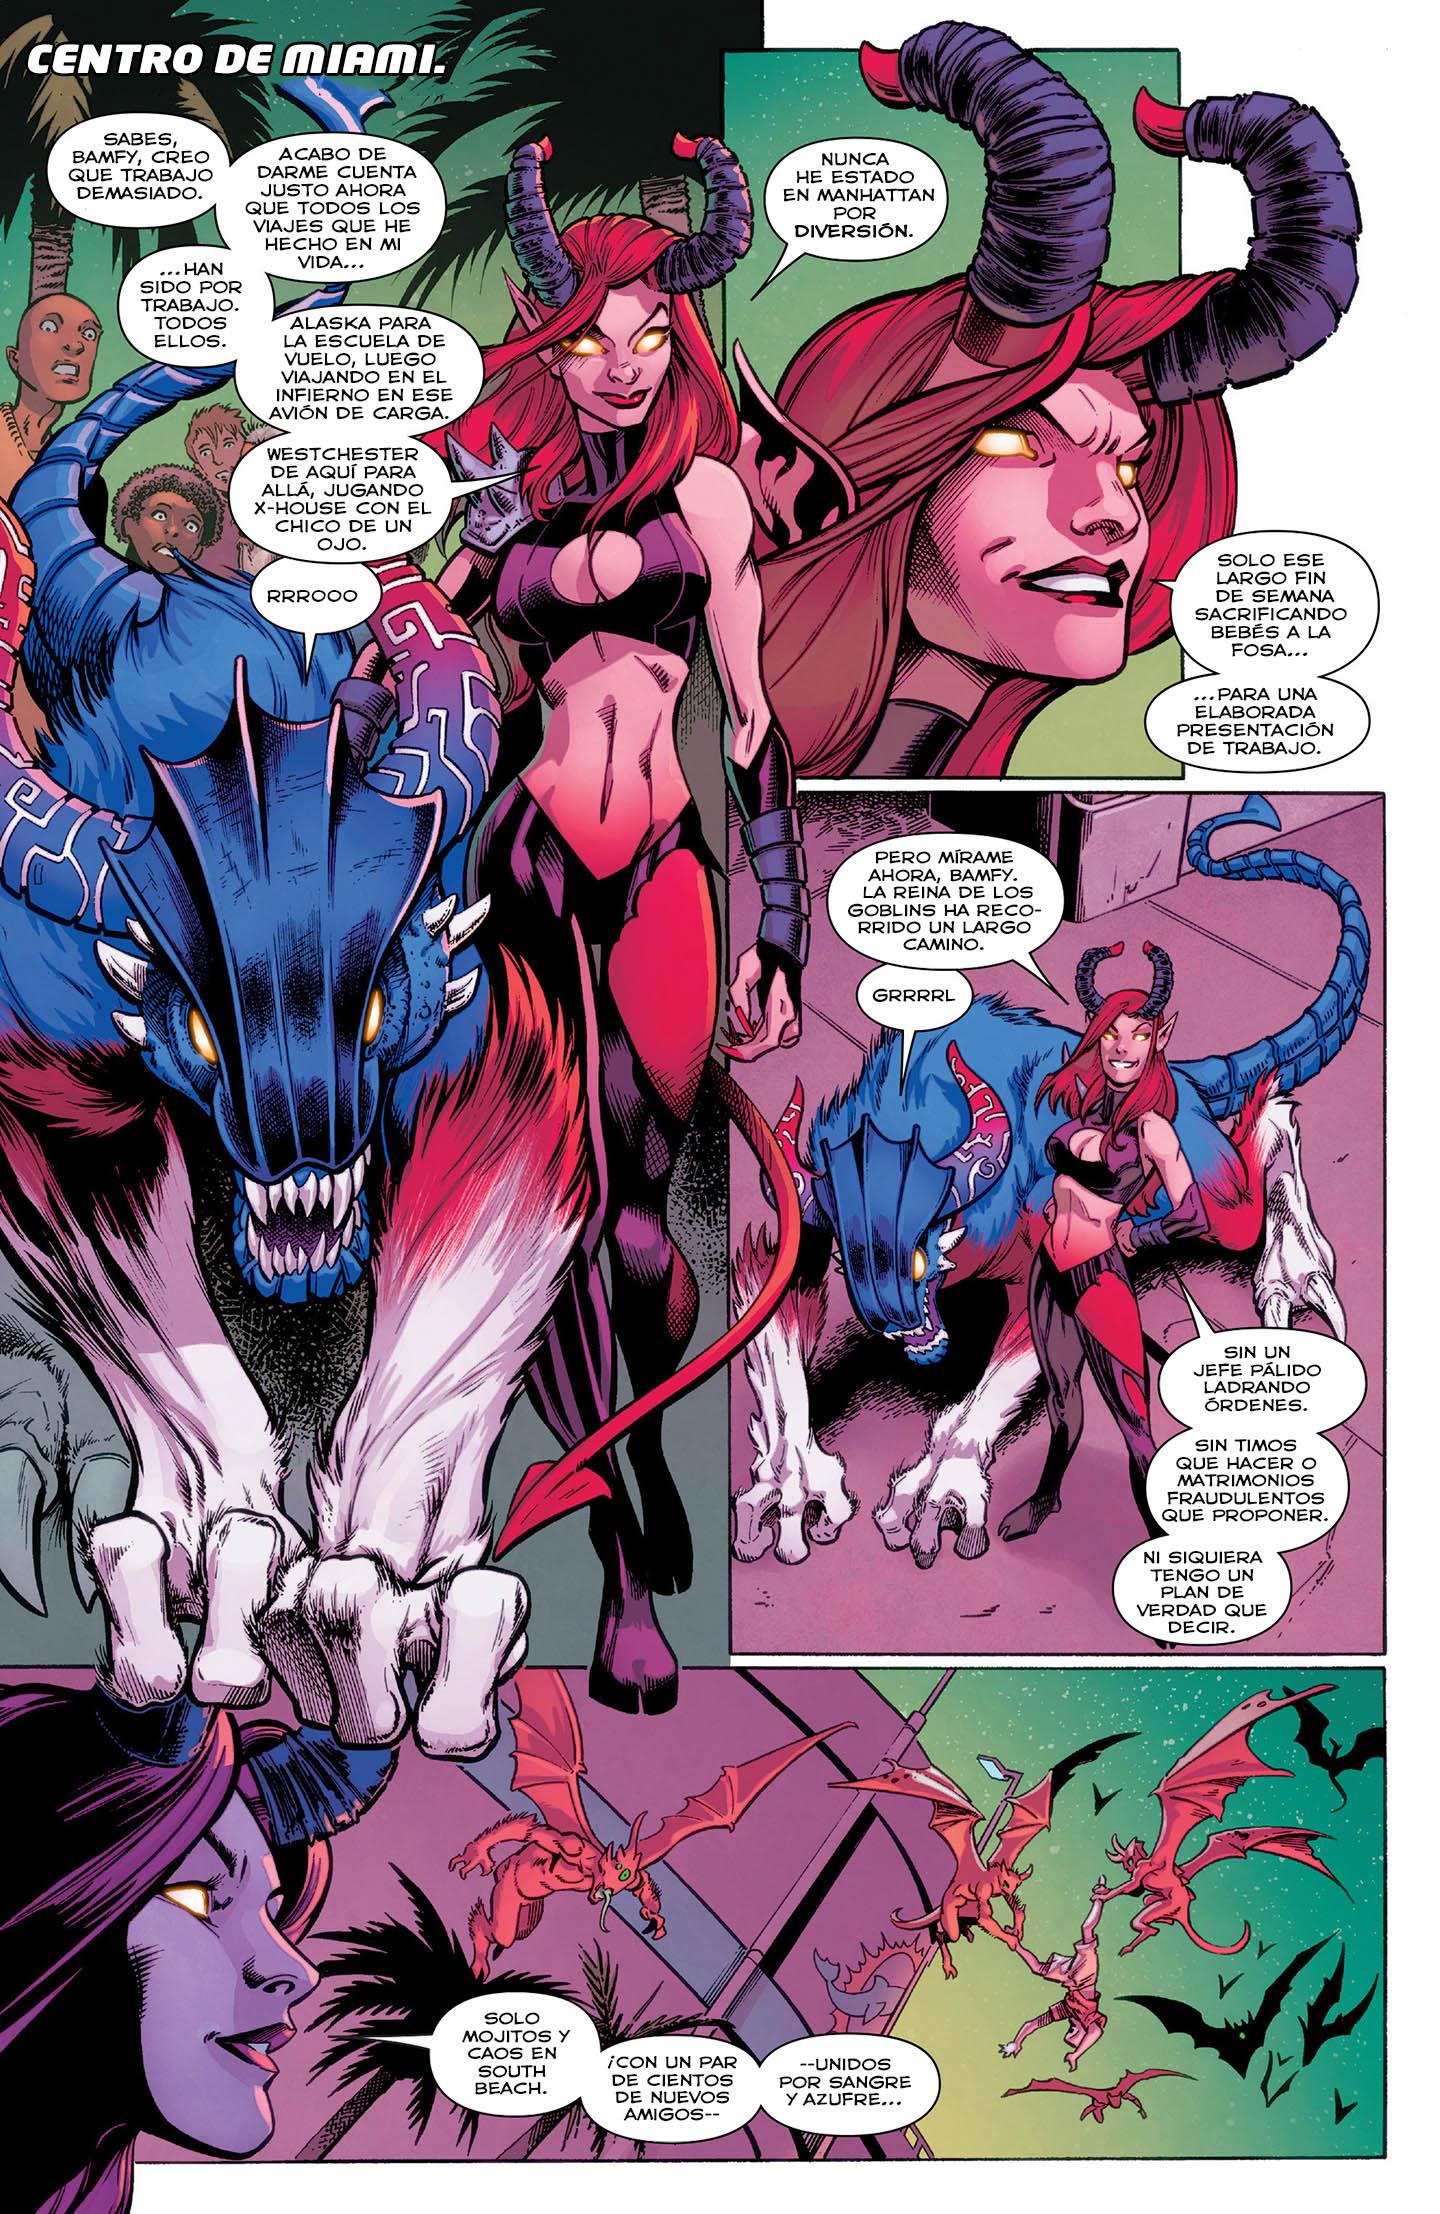 CENTRO DE MIAMI.
SABES,
BAMFY, CREO
QUE TRABAJO
DEMASIADO.
ACABO DE
DARME CUENTA
JUSTO AHORA
QUE TODOS LOS
VIAJES QUE HE
HECHO EN MI
VIDA...
...HAN
SIDO POR
TRABAJO.
TODOS
ELLOS.
ALASKA PARA
LA ESCUELA DE
VUELO, LUEGO
VIAJANDO EN EL
INFIERNO EN ESE
AVIÓN DE CARGA.
WESTCHESTER
DE AQUÍ PARA
ALLÁ, JUGANDO
X-HOUSE CON EL
CHICO DE UN
OJO.
RRROOO
NUNCA
HE ESTADO
EN MANHATTAN
POR
DIVERSIÓN.
SOLO ESE
LARGO FIN
DE SEMANA
SACRIFICANDO
BEBÉS A LA
FOSA...
...PARA UNA
ELABORADA
PRESENTACIÓN
DE TRABAJO.
PERO MÍRAME
AHORA, BAMFY.
LA REINA DE LOS
GOBLINS HA RECO-
RRIDO UN LARGO
CAMINO.
GRRRRL
SIN UN
JEFE PÁLIDO
LADRANDO
ÓRDENES.
SIN TIMOS
QUE HACER O
MATRIMONIOS
FRAUDULENTOS
QUE PROPONER.
NI SIQUIERA
TENGO UN
PLAN DE
VERDAD QUE
DECIR.
SOLO
MOJITOS Y
CAOS EN
SOUTH
BEACH.
¡CON UN PAR
DE CIENTOS
DE NUEVOS
AMIGOS--
--UNIDOS
POR SANGRE
Y AZUFRE...